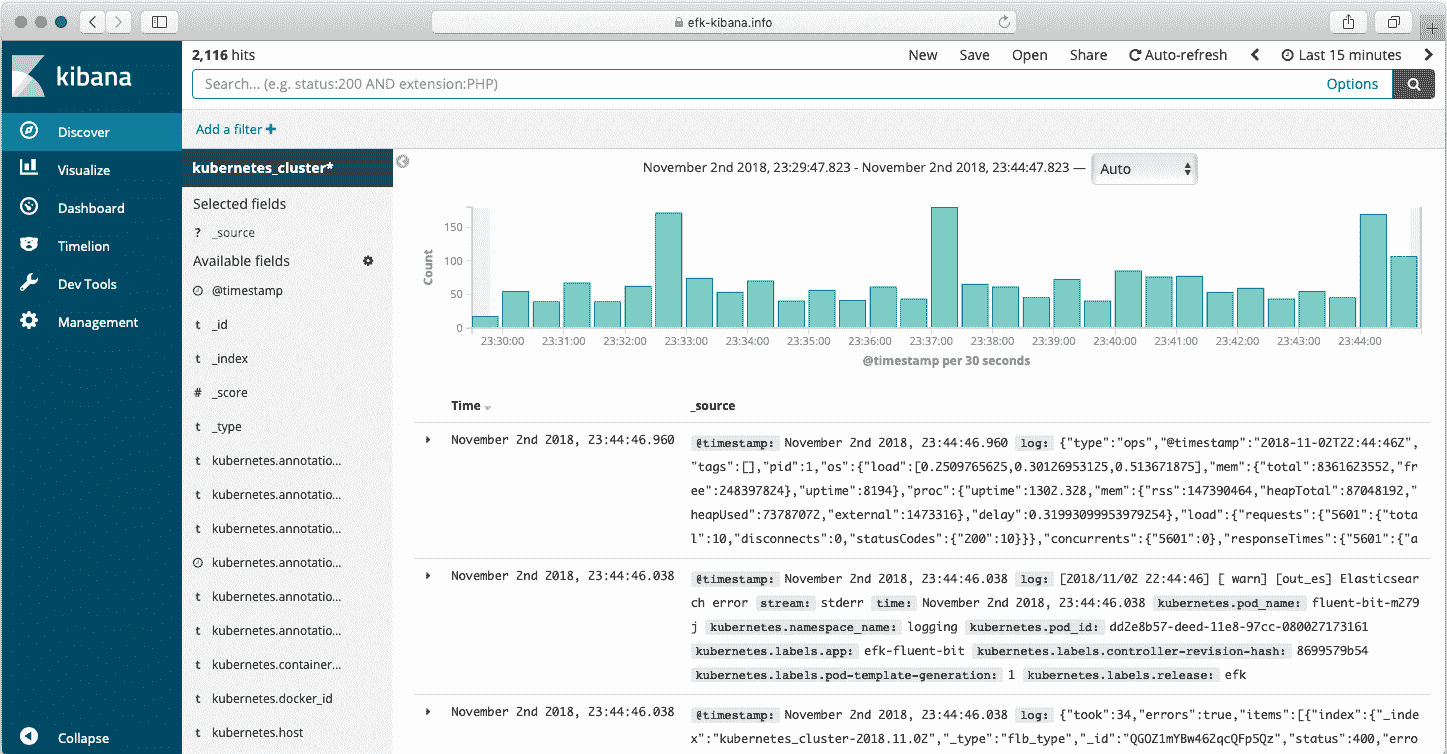 efk-kibana.info
kibana
Discover
Visualize
Dashboard
Timelion
Dev Tools
Management
Collapse
2,116 hits
New Save Open Share Auto-refresh Last 15 minutes
Search... (e.g. status:200 AND extension:PHP) Options
Add a filter
kubernetes_cluster*
Selected fields
? _source
Available fields
@timestamp
t _id
t _index
# _score
t _type
t kubernetes.annotatio...
t kubernetes.annotatio...
t kubernetes.annotatio...
kubernetes.annotatio...
t kubernetes.annotatio...
t kubernetes.annotatio...
t kubernetes.container...
t kubernetes.docker_id
t kubernetes.host
November 2nd 2018, 23:29:47.823 - November 2nd 2018, 23:44:47.823 — Auto
Count
150
100
50
0
23:30:00 23:31:00 23:32:00 23:33:00 23:34:00 23:35:00 23:36:00 23:37:00 23:38:00 23:39:00 23:40:00 23:41:00 23:42:00 23:43:00 23:44:00
@timestamp per 30 seconds
Time _source
November 2nd 2018, 23:44:46.960 @timestamp: November 2nd 2018, 23:44:46.960 log: {"type":"ops","@timestamp":"2018-11-02T22:44:46Z",
"tags":[],"pid":1,"os":{"load":[0.2509765625,0.30126953125,0.513671875],"mem":{"total":8361623552,"fr
ee":248397824},"uptime":8194},"proc":{"uptime":1302.328,"mem":{"rss":147390464,"heapTotal":87048192,"
heapUsed":73787072,"external":1473316},"delay":0.31993099953979254},"load":{"requests":{"5601":{"tota
l":10,"disconnects":0,"statusCodes":{"200":10}}},"concurrents":{"5601":0},"responseTimes":{"5601":{"a
November 2nd 2018, 23:44:46.038 @timestamp: November 2nd 2018, 23:44:46.038 log: [2018/11/02 22:44:46] [ warn] [out_es] Elasticsear
ch error stream: stderr time: November 2nd 2018, 23:44:46.038 kubernetes.pod_name: fluent-bit-m279
j kubernetes.namespace_name: logging kubernetes.pod_id: dd2e8b57-deed-11e8-97cc-080027173161
kubernetes.labels.app: efk-fluent-bit kubernetes.labels.controller-revision-hash: 8699579b54
kubernetes.labels.pod-template-generation: 1 kubernetes.labels.release: efk
November 2nd 2018, 23:44:46.038 @timestamp: November 2nd 2018, 23:44:46.038 log: {"took":34,"errors":true,"items":[{"index":{"_inde
x":"kubernetes_cluster-2018.11.02","_type":"flb_type","_id":"QGOZ1mYBw462qcQFp5Qz","status":400,"erro